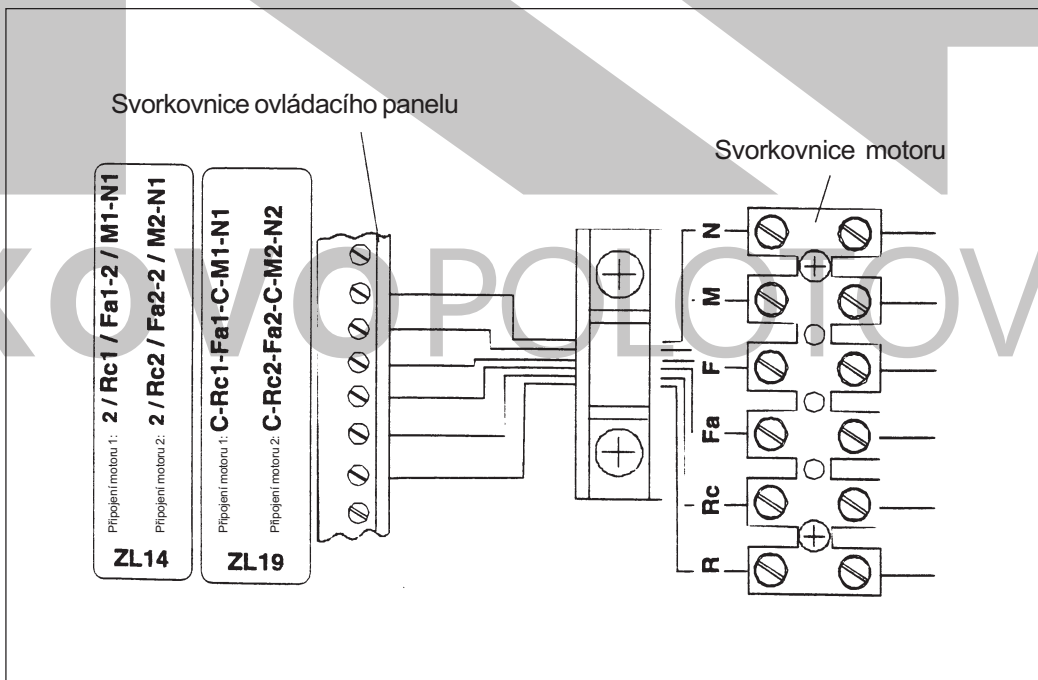 Svorkovnice ovládacího panelu
Svorkovnice motoru
Připojení motoru 1: 2 / Rc1 / Fa1-2 / M1-N1
Připojení motoru 2: 2 / Rc2 / Fa2-2 / M2-N1
ZL14
Připojení motoru 1: C-Rc1-Fa1-C-M1-N1
Připojení motoru 2: C-Rc2-Fa2-C-M2-N2
ZL19
N
M
F
Fa
Rc
R
KOVOPOLOTOV